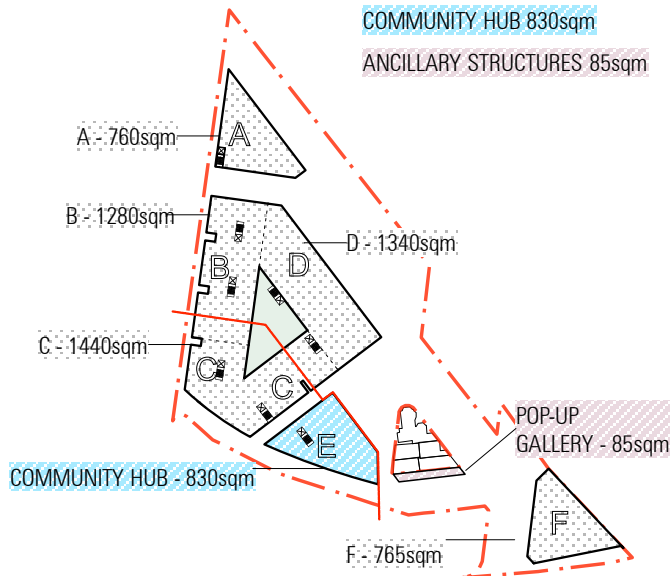 COMMUNITY HUB 830sqm
ANCILLARY STRUCTURES 85sqm
A
A - 760sqm
B - 1280sqm
D - 1340sqm
B
D
C - 1440sqm
C
C
POP-UP
GALLERY - 85sqm
E
COMMUNITY HUB - 830sqm
F
F - 765sqm